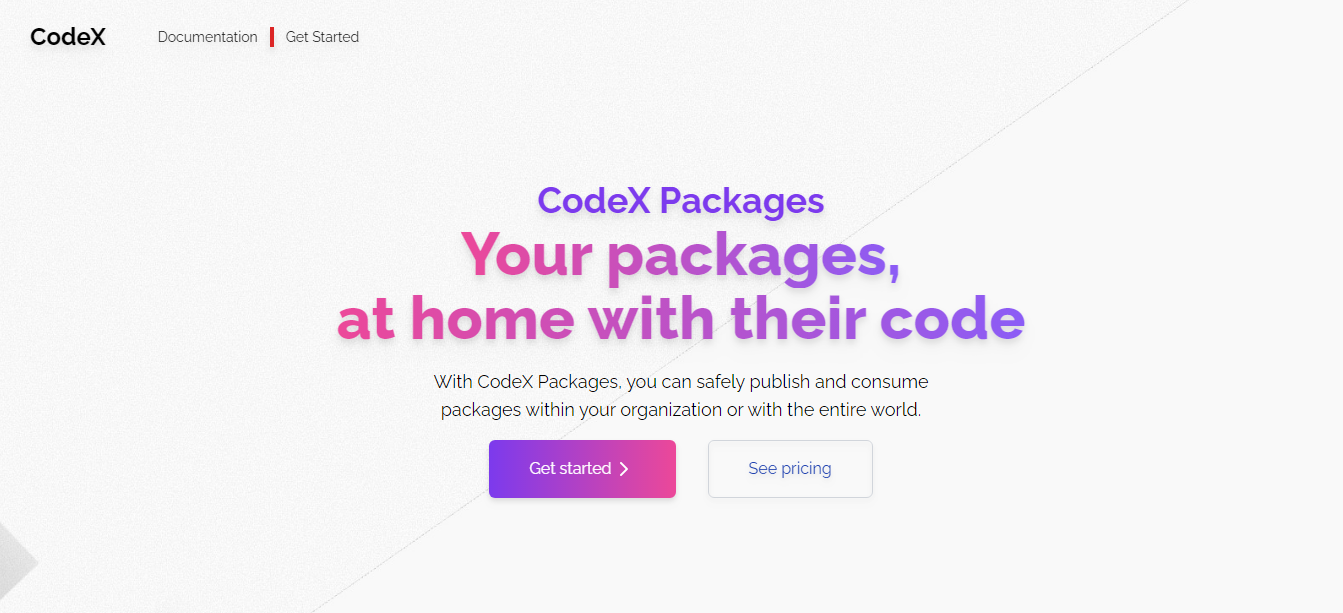 CodeX
Documentation
Get Started
CodeX Packages
Your packages,
at home with their code
With CodeX Packages, you can safely publish and consume
packages within your organization or with the entire world.
Get started
See pricing